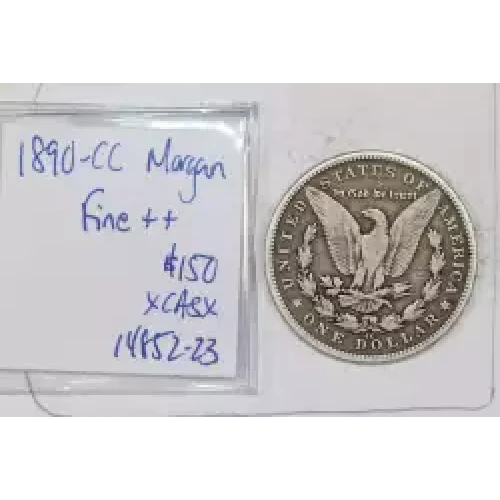 1890-CC Morgan
Fine ++
$150
XCASX
14852-23
UNITED STATES OF AMERICA
In God we trust
ONE DOLLAR